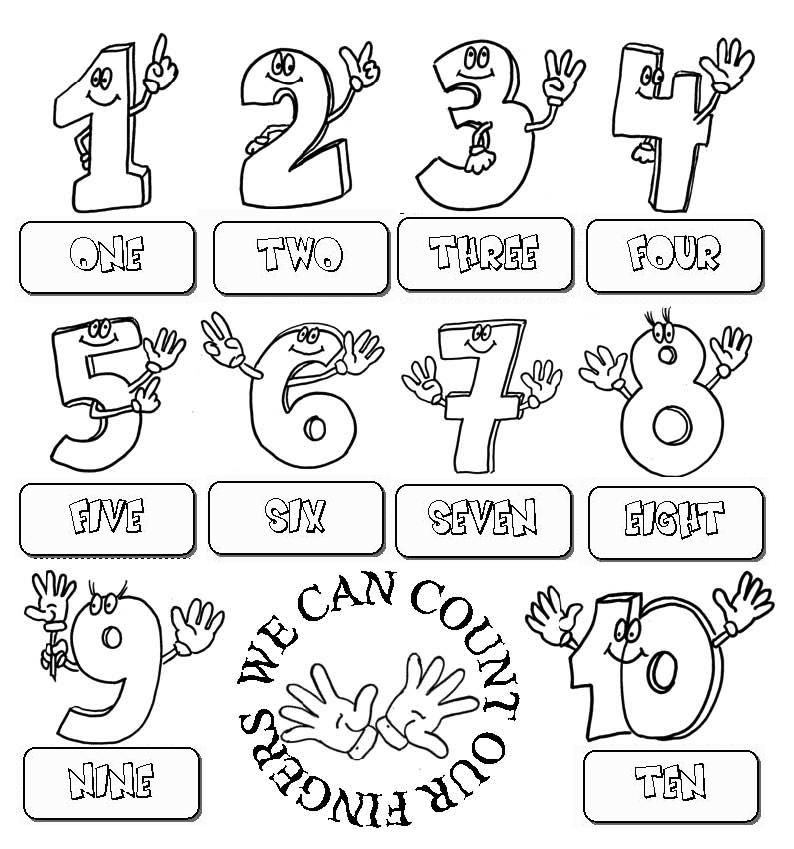 1 2 3 4
ONE TWO THREE FOUR
5 6 7 8
FIVE SIX SEVEN EIGHT
9 10
WE CAN COUNT OUR FINGERS
NINE TEN